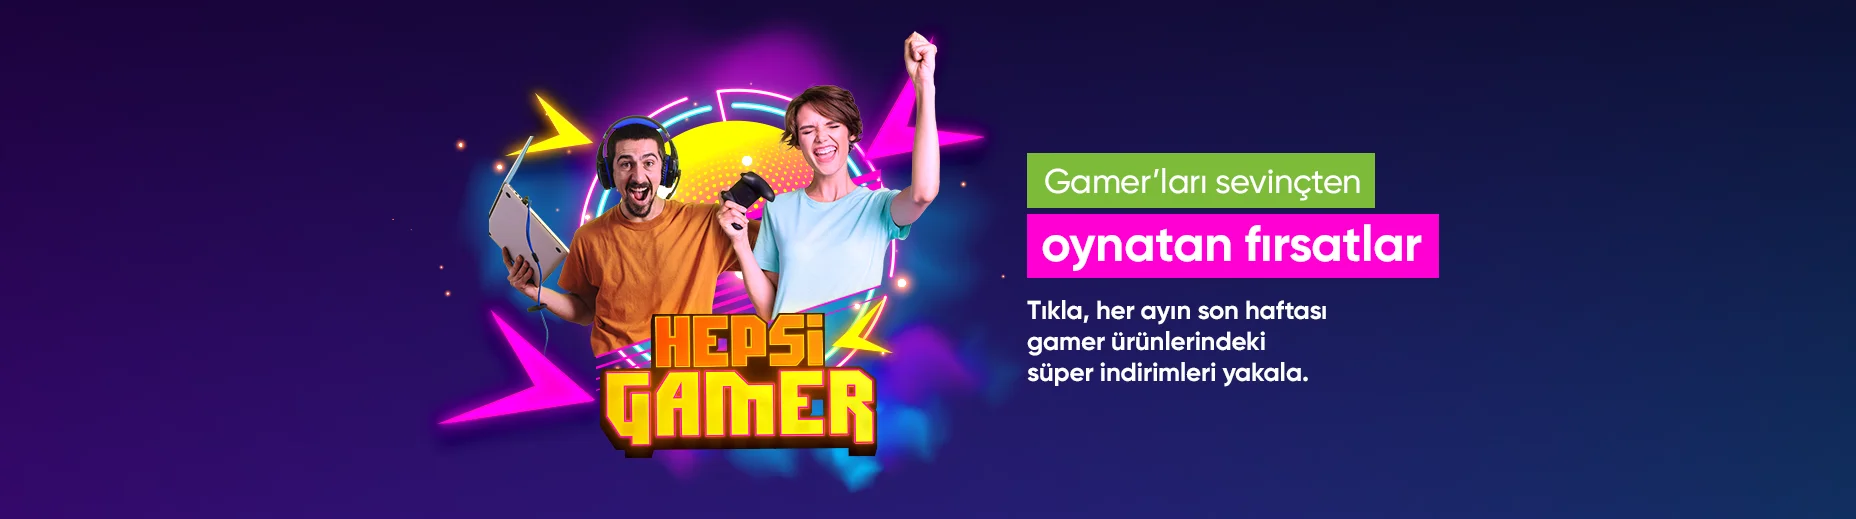 HEPSi
GAMER
Gamer'ları sevinçten
oynatan fırsatlar
Tıkla, her ayın son haftası
gamer ürünlerindeki
süper indirimleri yakala.